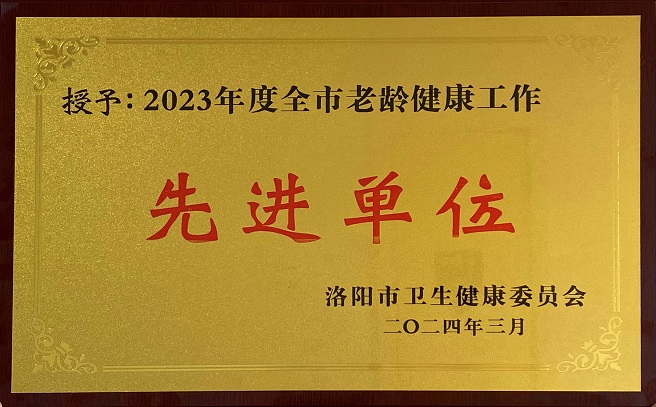 授予：2023年度全市老龄健康工作
先进单位
洛阳市卫生健康委员会
二〇二四年三月